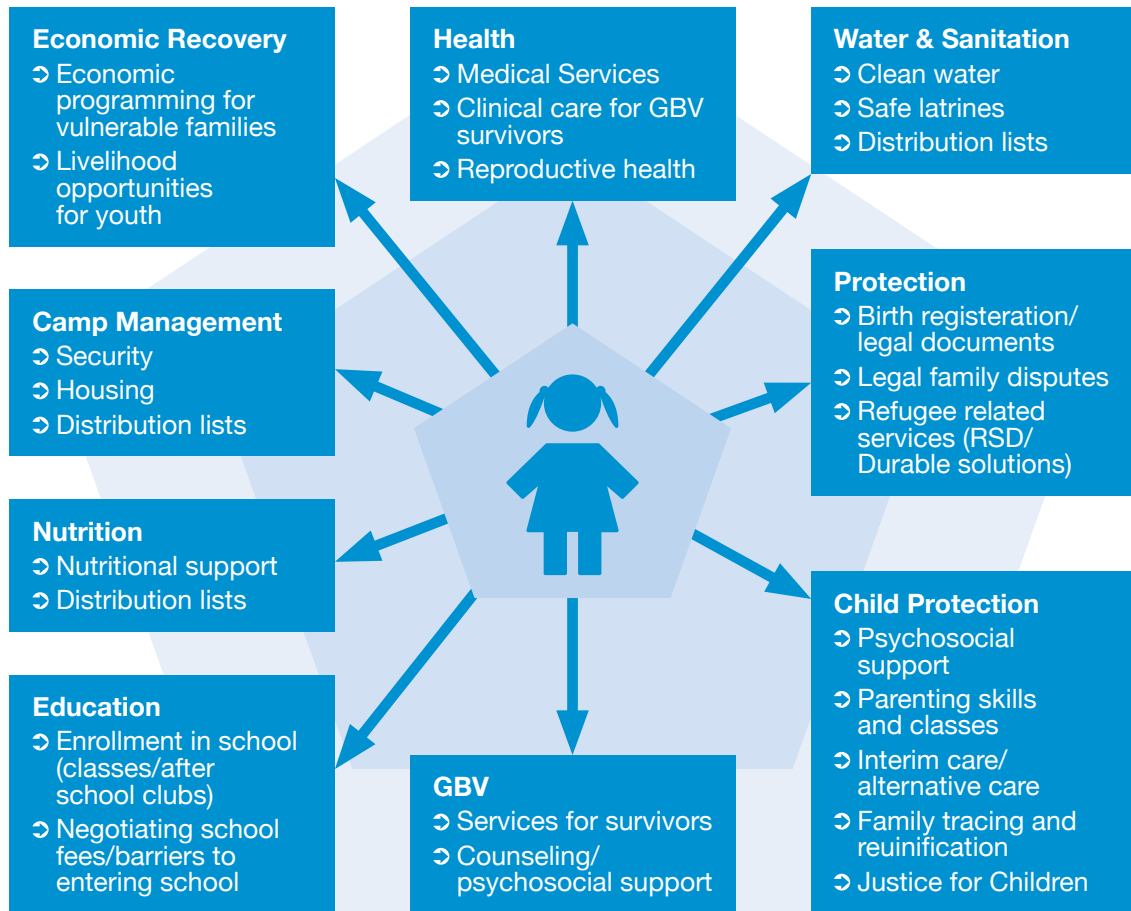 Economic Recovery
➲ Economic
programming for
vulnerable families
➲ Livelihood
opportunities
for youth
Health
➲ Medical Services
➲ Clinical care for GBV
survivors
➲ Reproductive health
Water & Sanitation
➲ Clean water
➲ Safe latrines
➲ Distribution lists
Camp Management
➲ Security
➲ Housing
➲ Distribution lists
Protection
➲ Birth registeration/
legal documents
➲ Legal family disputes
➲ Refugee related
services (RSD/
Durable solutions)
Nutrition
➲ Nutritional support
➲ Distribution lists
Child Protection
➲ Psychosocial
support
➲ Parenting skills
and classes
➲ Interim care/
alternative care
➲ Family tracing and
reuinification
➲ Justice for Children
Education
➲ Enrollment in school
(classes/after
school clubs)
➲ Negotiating school
fees/barriers to
entering school
GBV
➲ Services for survivors
➲ Counseling/
psychosocial support